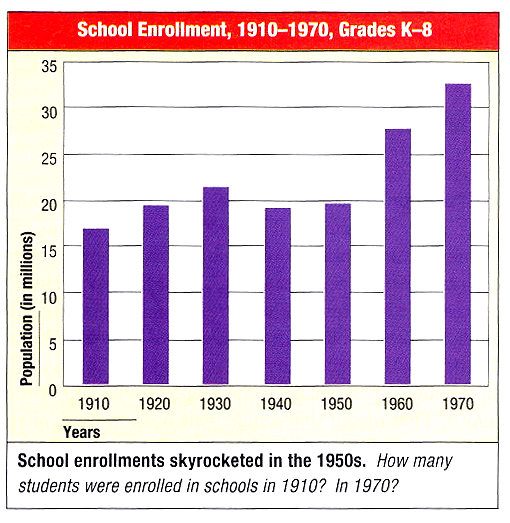 School Enrollment, 1910–1970, Grades K–8
35
30
25
20
15
10
5
0
Population (in millions)
1910 1920 1930 1940 1950 1960 1970
Years
School enrollments skyrocketed in the 1950s. How many
students were enrolled in schools in 1910? In 1970?